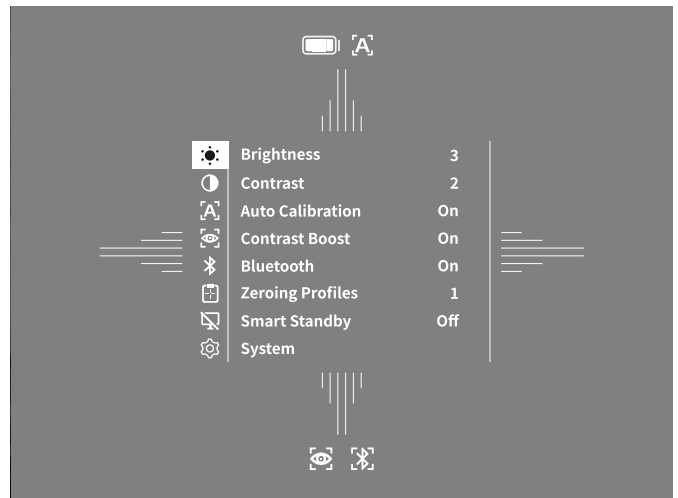 [A]
Brightness 3
Contrast 2
[A] Auto Calibration On
Contrast Boost On
Bluetooth On
Zeroing Profiles 1
Smart Standby Off
System